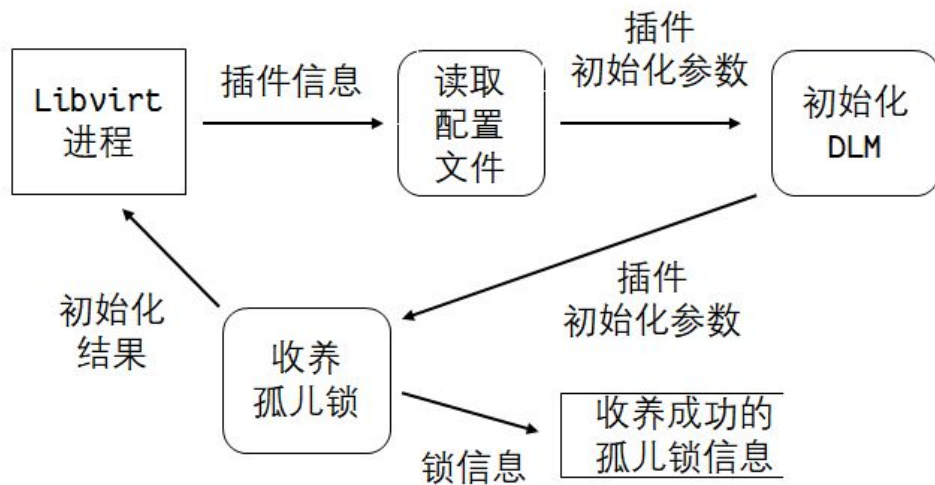 插件
初始化参数
Libvirt
进程
插件信息
读取
配置
文件
初始化
DLM
插件
初始化参数
初始化
结果
收养
孤儿锁
收养成功的
孤儿锁信息
锁信息